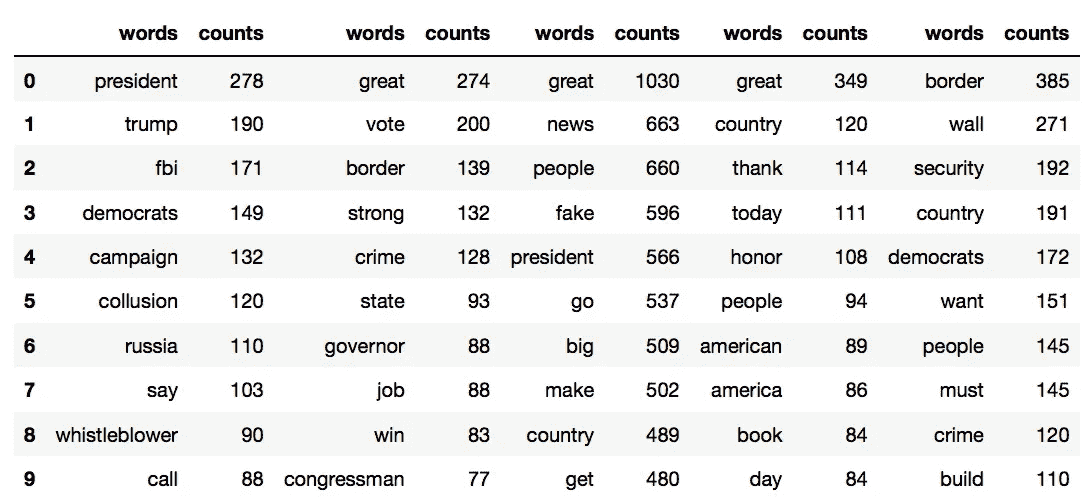 words counts words counts words counts words counts words counts
0 president 278 great 274 great 1030 great 349 border 385
1 trump 190 vote 200 news 663 country 120 wall 271
2 fbi 171 border 139 people 660 thank 114 security 192
3 democrats 149 strong 132 fake 596 today 111 country 191
4 campaign 132 crime 128 president 566 honor 108 democrats 172
5 collusion 120 state 93 go 537 people 94 want 151
6 russia 110 governor 88 big 509 american 89 people 145
7 say 103 job 88 make 502 america 86 must 145
8 whistleblower 90 win 83 country 489 book 84 crime 120
9 call 88 congressman 77 get 480 day 84 build 110